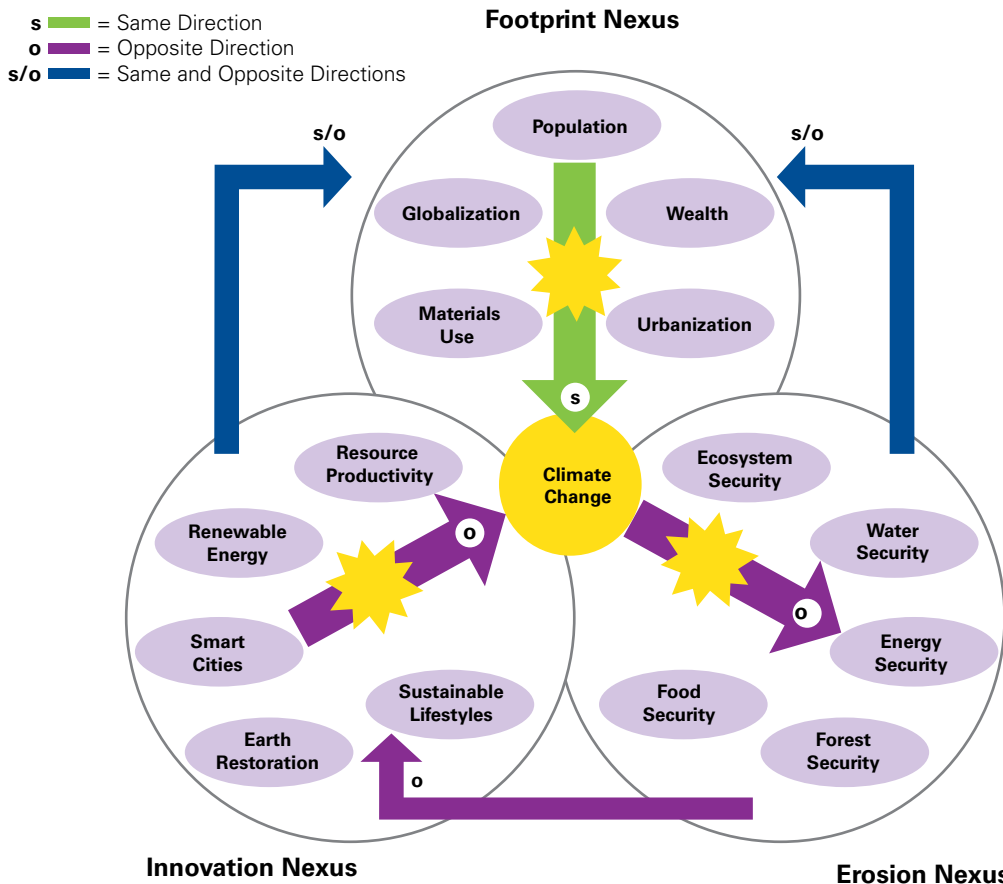 Footprint Nexus
s = Same Direction
o = Opposite Direction
s/o = Same and Opposite Directions
s/o
s/o
Population
Globalization
Wealth
Materials
Use
Urbanization
s
Climate
Change
Resource
Productivity
Renewable
Energy
o
Smart
Cities
Sustainable
Lifestyles
Earth
Restoration
Ecosystem
Security
Water
Security
o
Energy
Security
Food
Security
Forest
Security
o
Innovation Nexus
Erosion Nexus